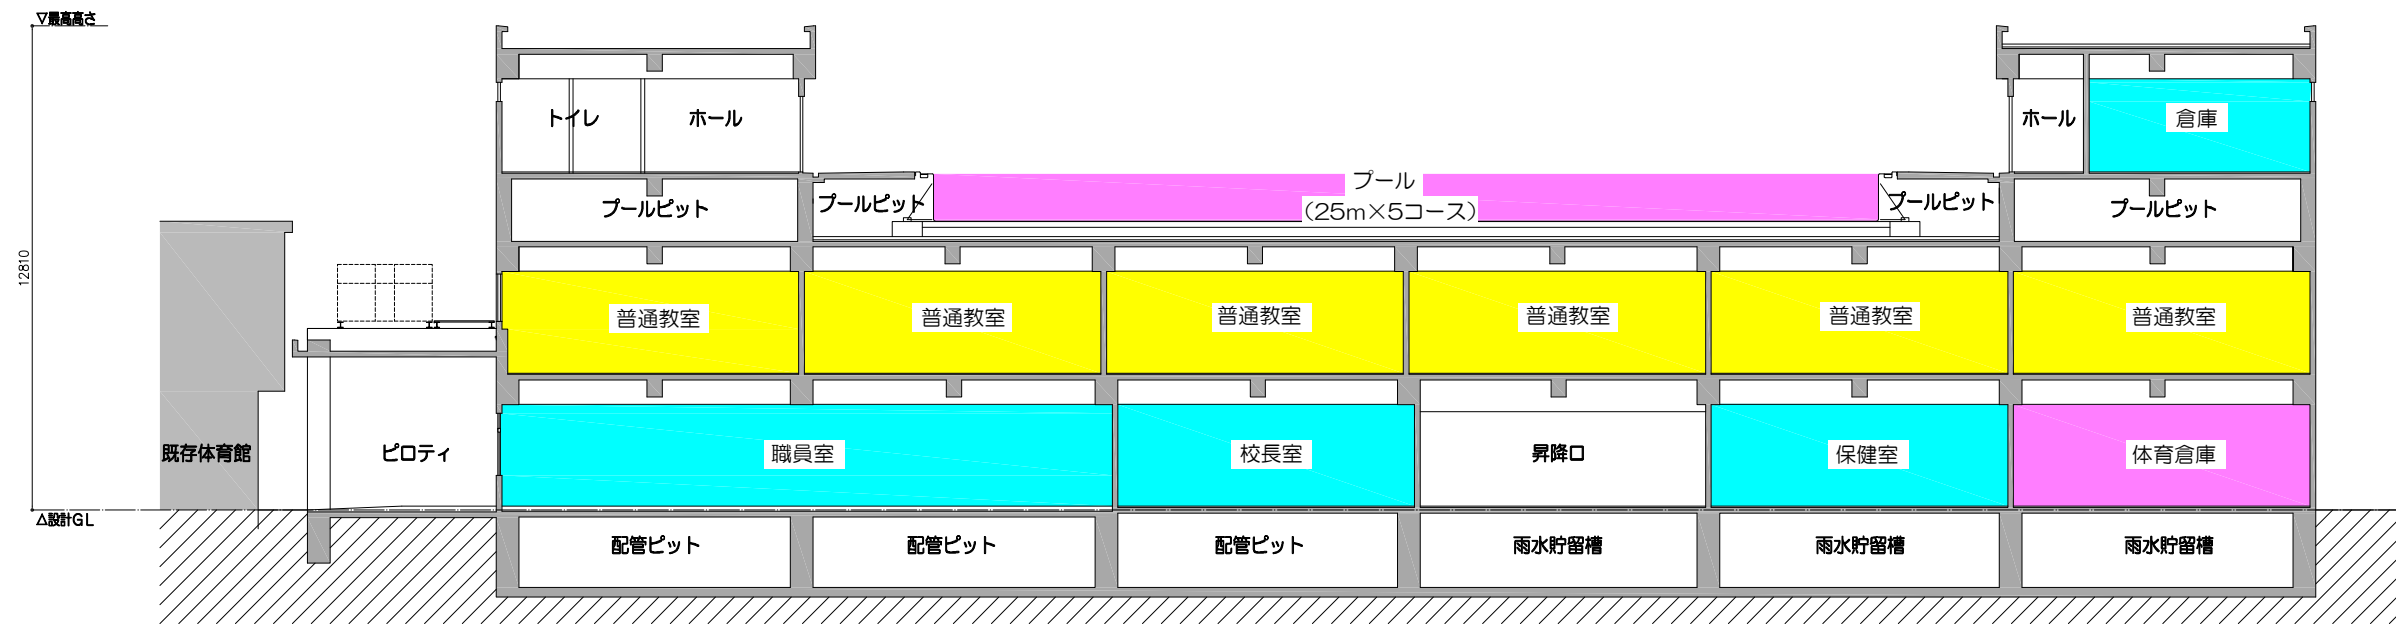 ▽最高高さ
12810
△設計GL
トイレ
ホール
ホール
倉庫
プールピット
プールピット
プール
(25m×5コース)
プールピット
プールピット
普通教室
普通教室
普通教室
普通教室
普通教室
普通教室
既存体育館
ピロティ
職員室
校長室
昇降口
保健室
体育倉庫
配管ピット
配管ピット
配管ピット
雨水貯留槽
雨水貯留槽
雨水貯留槽